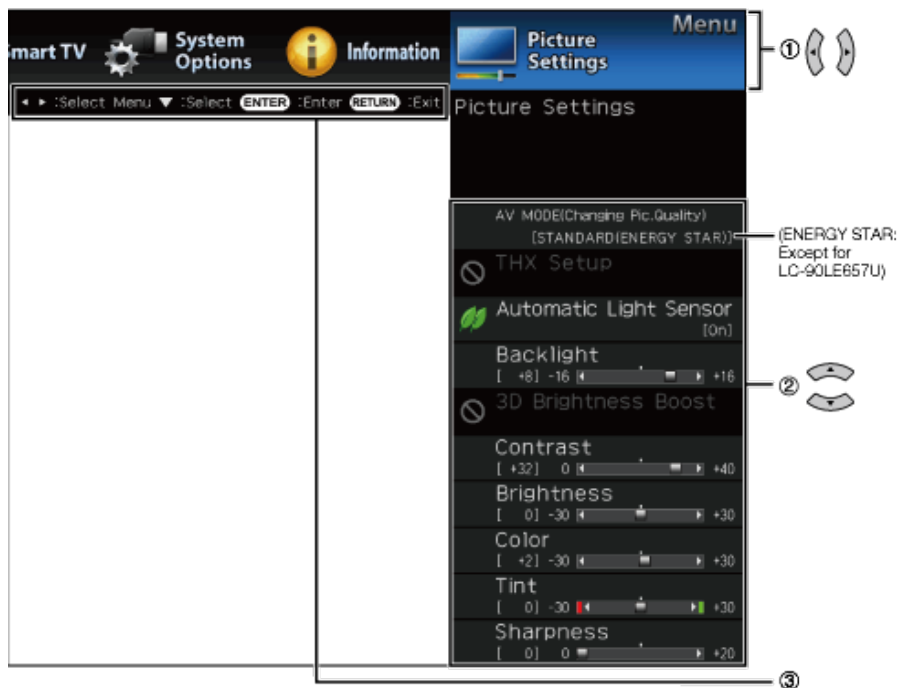 Menu
mart TV
System
Options
Information
Picture
Settings
①
:Select Menu ▼ :Select ENTER :Enter RETURN :Exit
Picture Settings
AV MODE(Changing Pic.Quality)
[STANDARD(ENERGY STAR)]
(ENERGY STAR:
Except for
LC-90LE657U)
THX Setup
Automatic Light Sensor
[On]
Backlight
[ +8] -16 +16
②
3D Brightness Boost
Contrast
[ +32] 0 +40
Brightness
[ 0] -30 +30
Color
[ +2] -30 +30
Tint
[ 0] -30 +30
Sharpness
[ 0] 0 +20
③